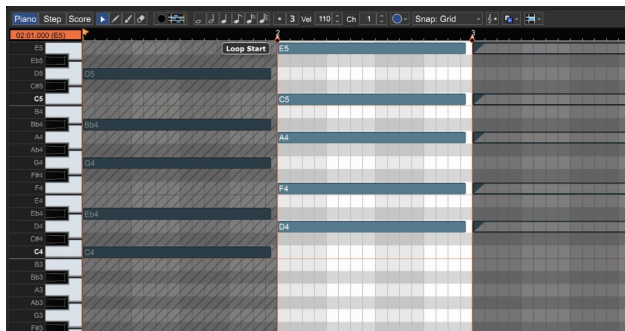 Piano Step Score 3 Vel 110 Ch 1 Snap: Grid
02:01.000 (E5) 2 3
E5 Loop Start E5
Eb5
D5 D5
C#5
C5 C5
B4
Bb4 Bb4
A4 A4
Ab4
G4 G4
F#4
F4 F4
E4
Eb4 Eb4
D4 D4
C#4
C4 C4
B3
Bb3
A3
Ab3
G3
F#3